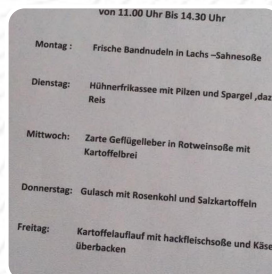 von 11.00 Uhr Bis 14.30 Uhr
Montag : Frische Bandnudeln in Lachs –Sahnesoße
Dienstag: Hühnerfrikassee mit Pilzen und Spargel ,daz
Reis
Mittwoch: Zarte Geflügelleber in Rotweinsoße mit
Kartoffelbrei
Donnerstag: Gulasch mit Rosenkohl und Salzkartoffeln
Freitag: Kartoffelauflauf mit hackfleischsoße und Käse
überbacken